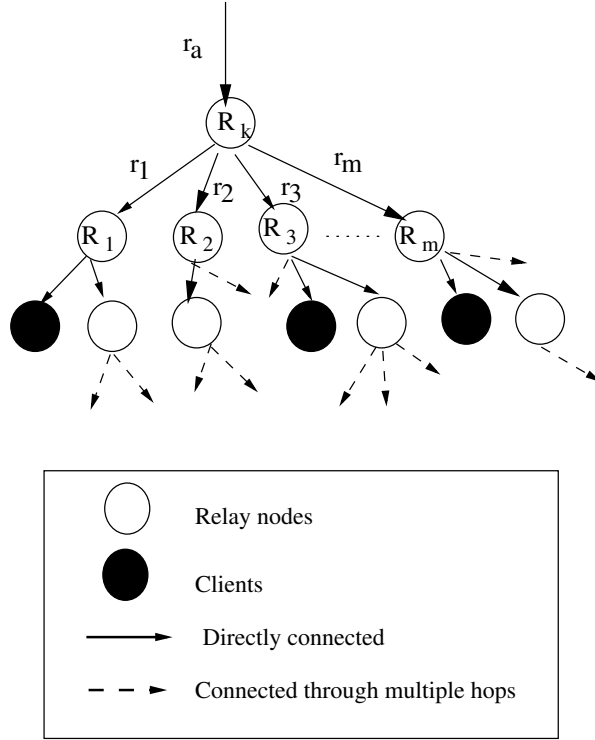 r_a
R_k
r_1 r_2 r_3 r_m
R_1 R_2 R_3 ........ R_m
Relay nodes
Clients
Directly connected
Connected through multiple hops